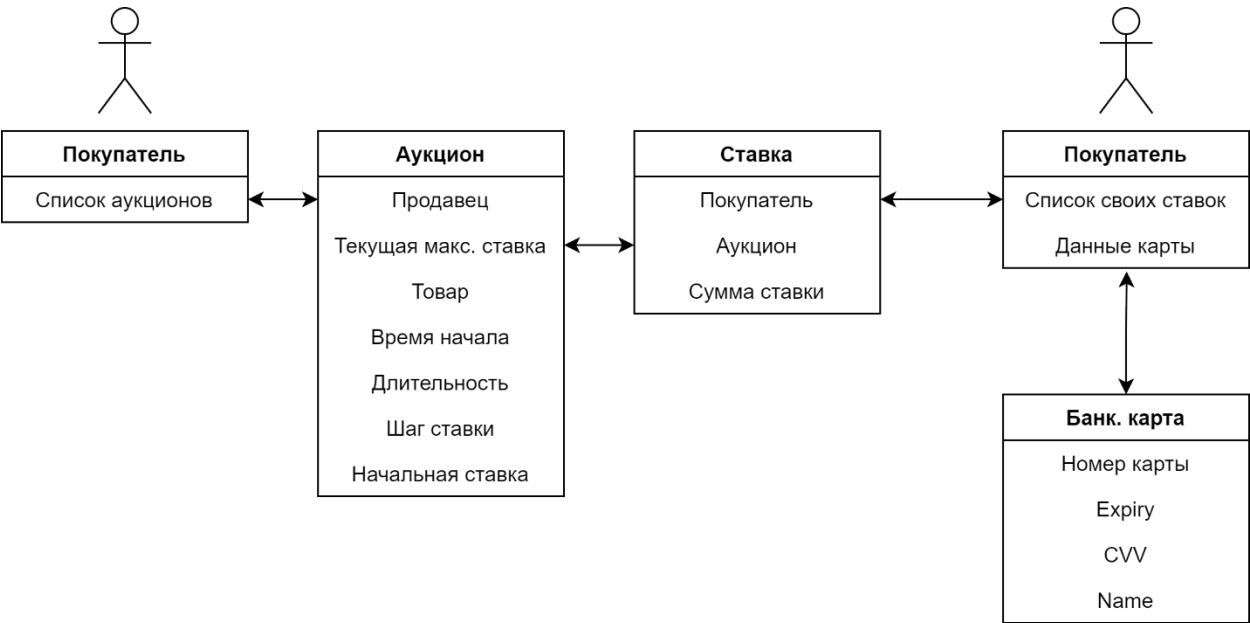 Покупатель
Список аукционов
Аукцион
Продавец
Текущая макс. ставка
Товар
Время начала
Длительность
Шаг ставки
Начальная ставка
Ставка
Покупатель
Аукцион
Сумма ставки
Покупатель
Список своих ставок
Данные карты
Банк. карта
Номер карты
Expiry
CVV
Name